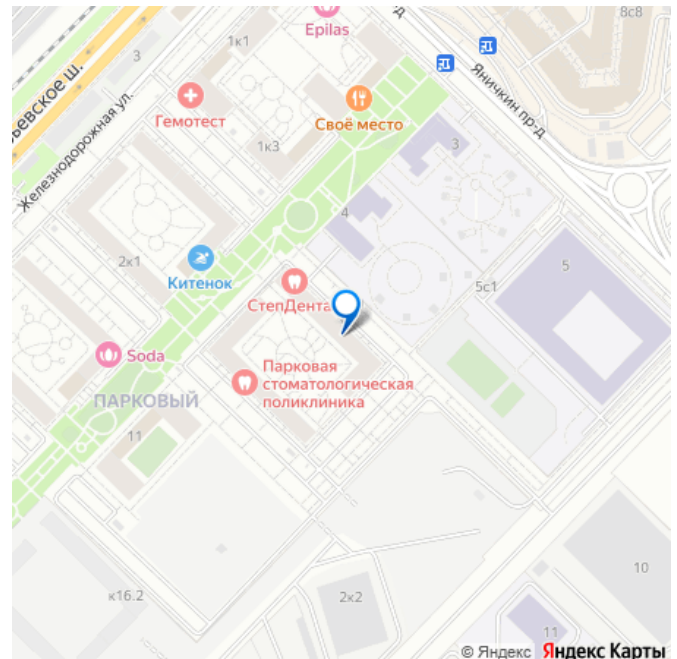 8с8
Epilas
1к1
Яничкин пр-д
3
ьевское ш.
Железнодорожная ул.
Гемотест
Своё место
1к3
3
4
2к1
Китенок
5
5с1
СтепДента
Soda
Парковая
стоматологическая
поликлиника
ПАРКОВЫЙ
11
10
к16.2
2к2
11
© Яндекс Яндекс Карты